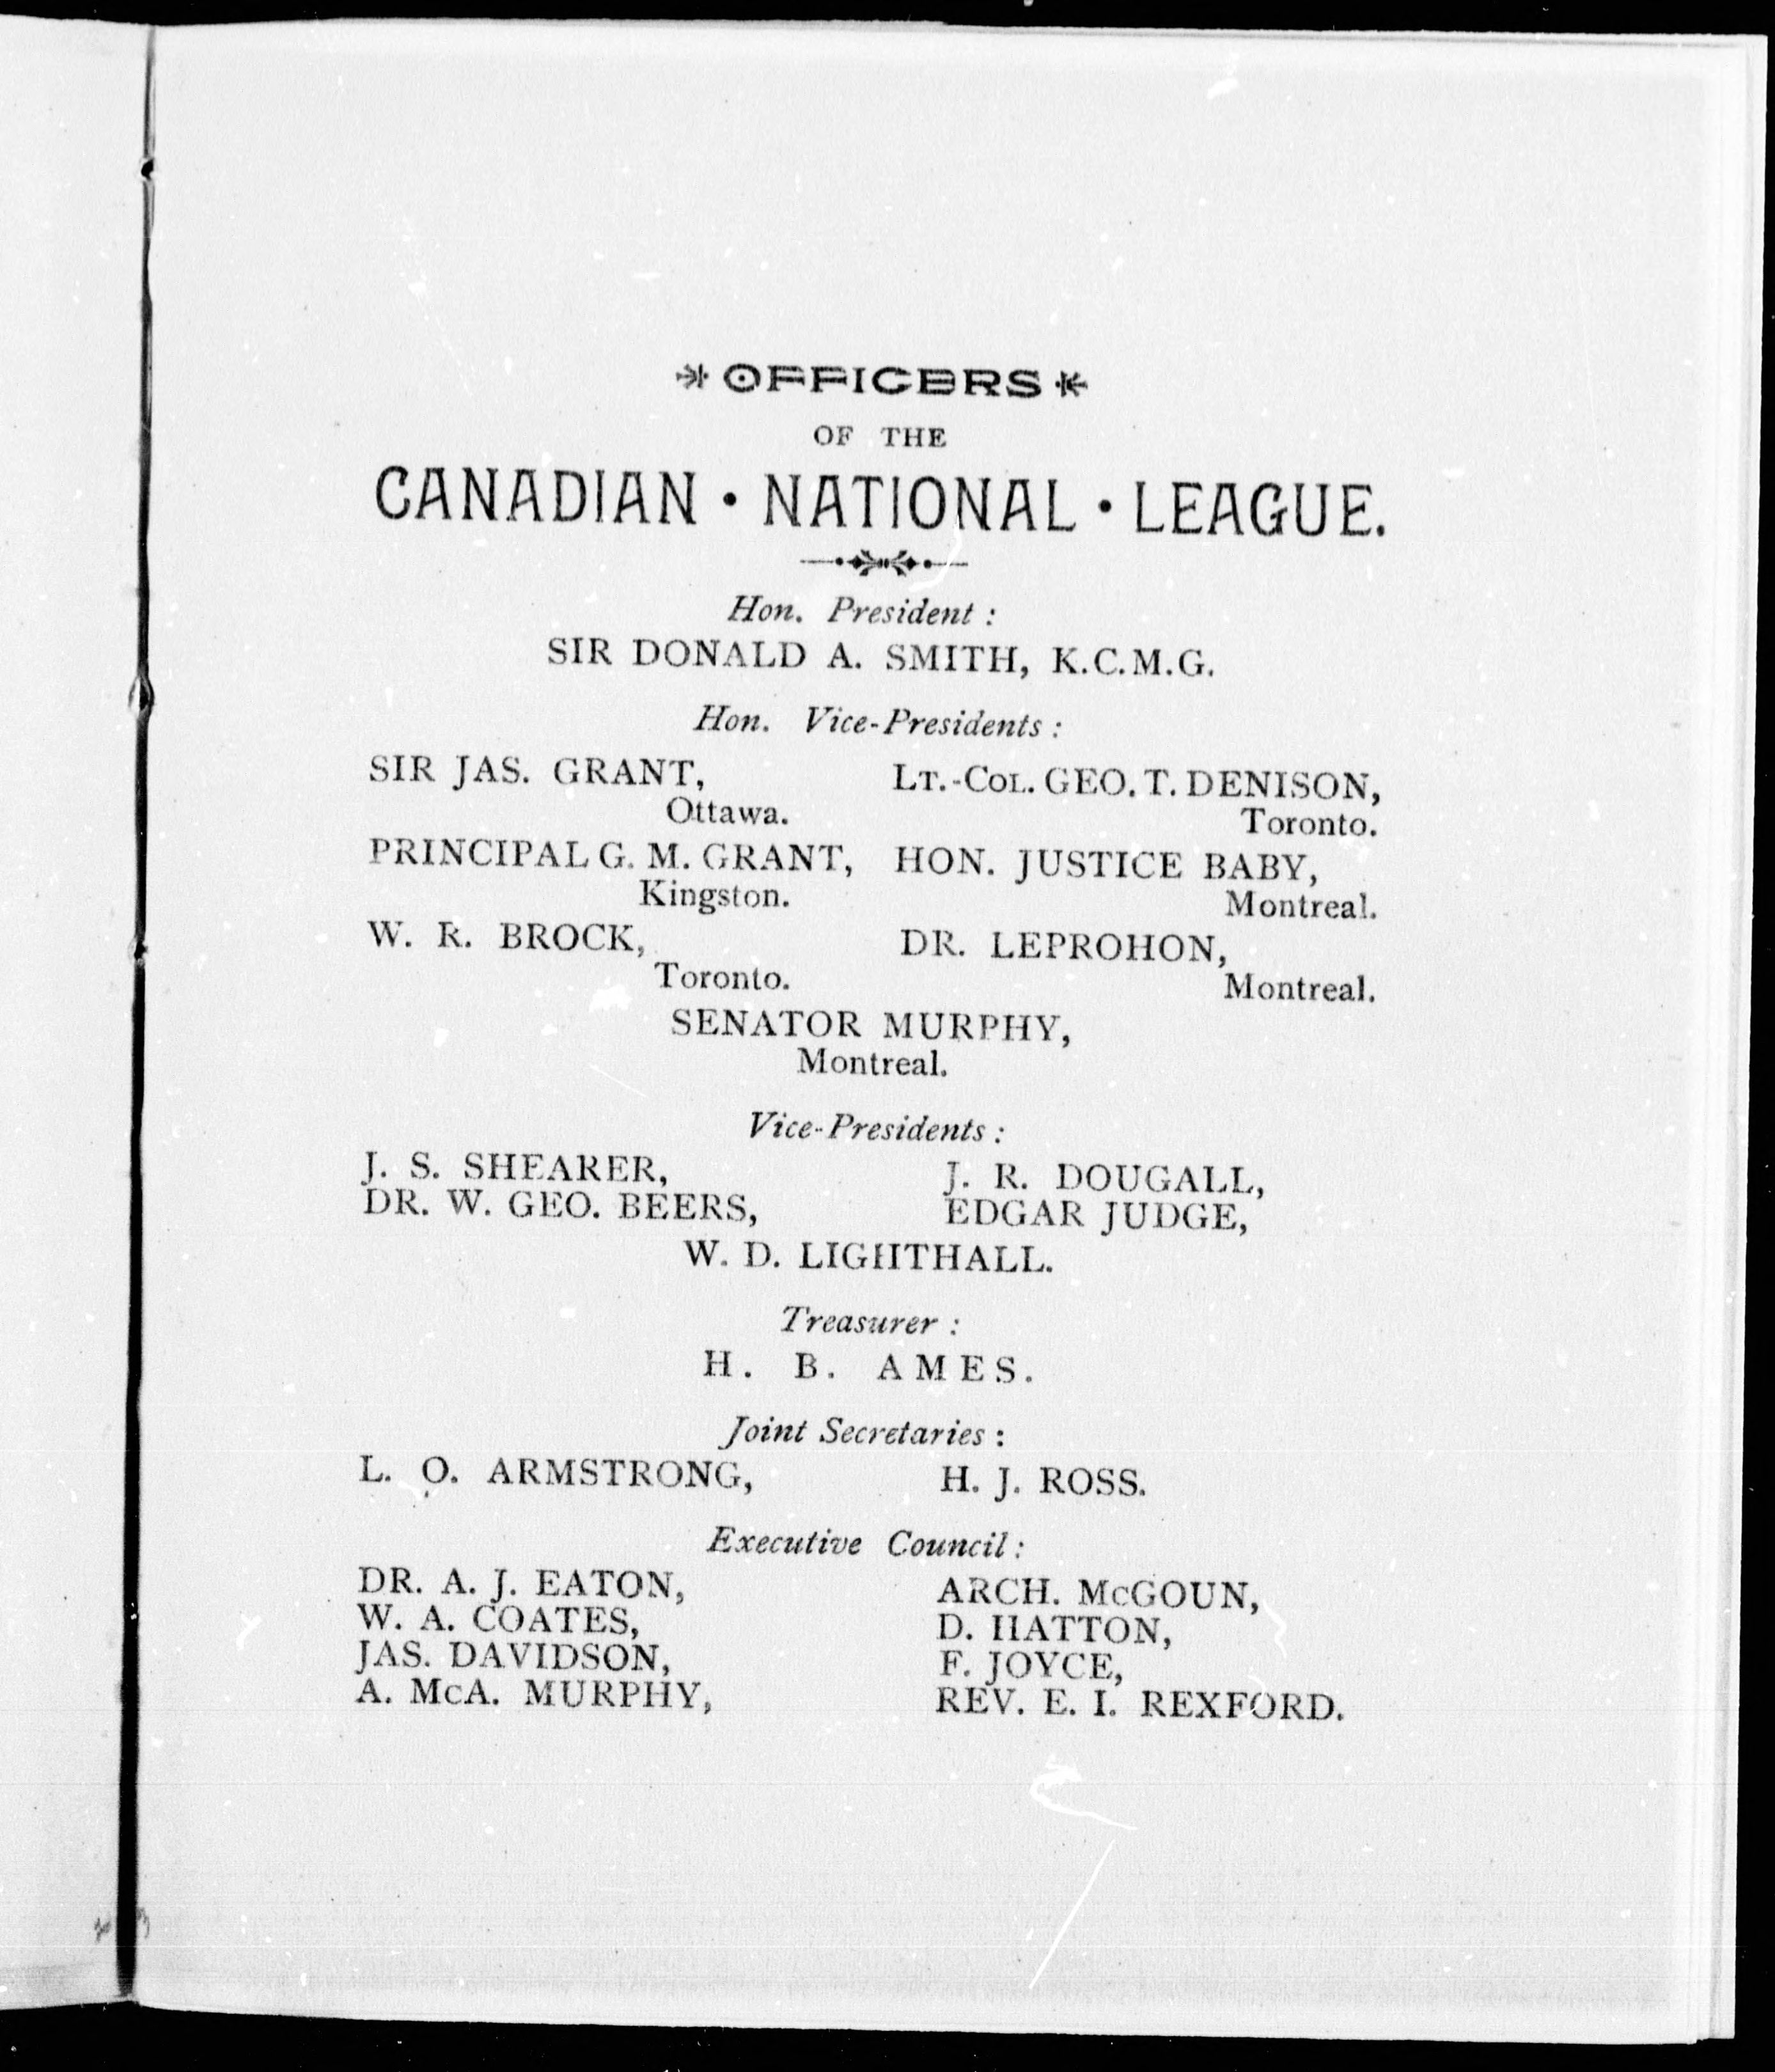 OFFICERS
OF THE
CANADIAN · NATIONAL · LEAGUE.
Hon. President :
SIR DONALD A. SMITH, K.C.M.G.
Hon. Vice-Presidents :
SIR JAS. GRANT, LT.-COL. GEO. T. DENISON,
Ottawa. Toronto.
PRINCIPAL G. M. GRANT, HON. JUSTICE BABY,
Kingston. Montreal.
W. R. BROCK, DR. LEPROHON,
Toronto. Montreal.
SENATOR MURPHY,
Montreal.
Vice-Presidents :
J. S. SHEARER, J. R. DOUGALL,
DR. W. GEO. BEERS, EDGAR JUDGE,
W. D. LIGHTHALL.
Treasurer :
H. B. AMES.
Joint Secretaries :
L. O. ARMSTRONG, H. J. ROSS.
Executive Council :
DR. A. J. EATON, ARCH. McGOUN,
W. A. COATES, D. HATTON,
JAS. DAVIDSON, F. JOYCE,
A. McA. MURPHY, REV. E. I. REXFORD.